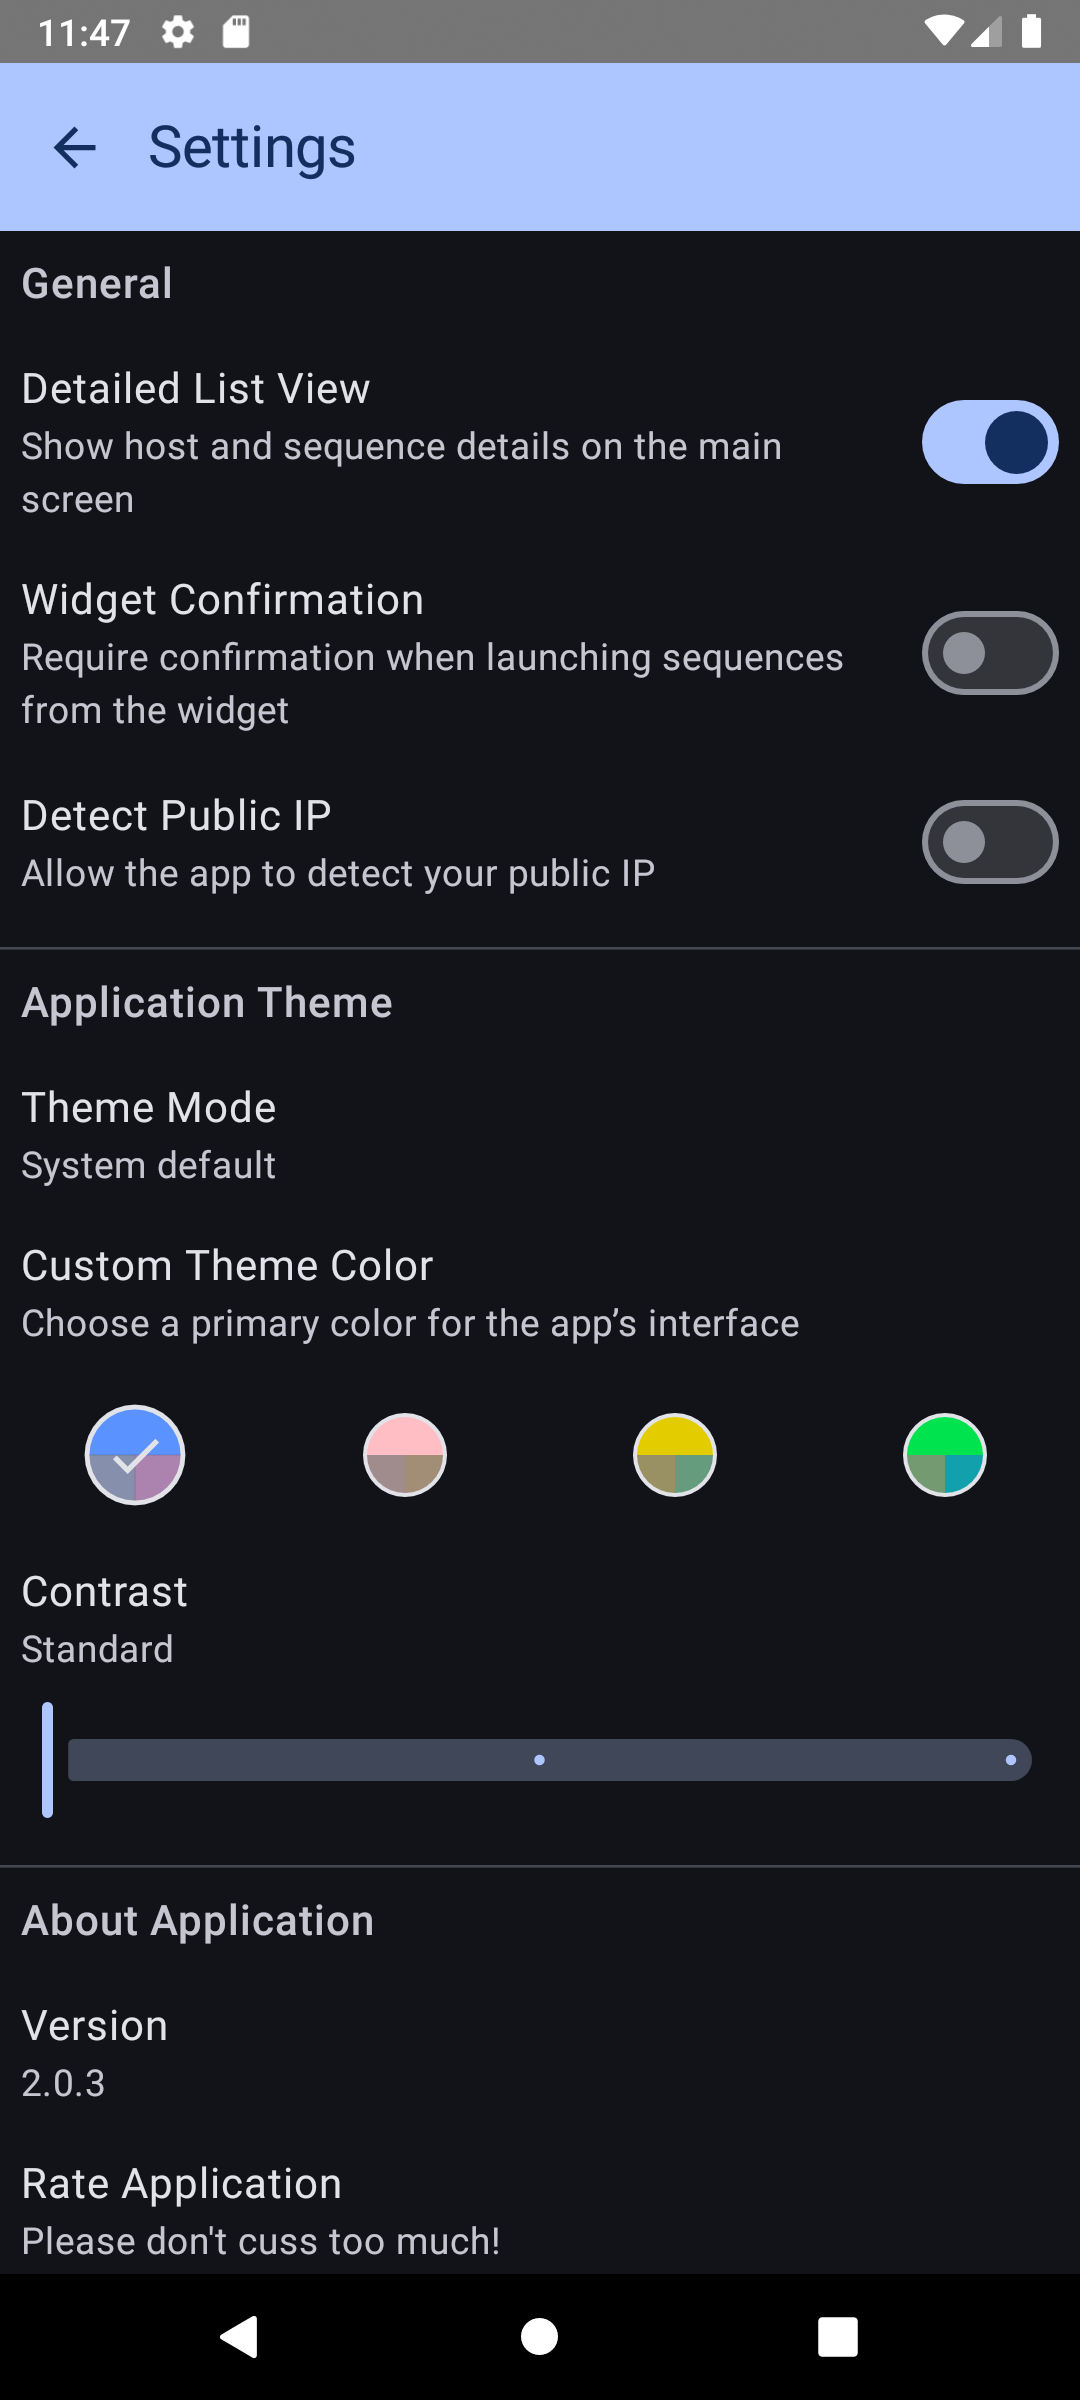 11:47
Settings
General
Detailed List View
Show host and sequence details on the main
screen
Widget Confirmation
Require confirmation when launching sequences
from the widget
Detect Public IP
Allow the app to detect your public IP
Application Theme
Theme Mode
System default
Custom Theme Color
Choose a primary color for the app’s interface
Contrast
Standard
About Application
Version
2.0.3
Rate Application
Please don't cuss too much!